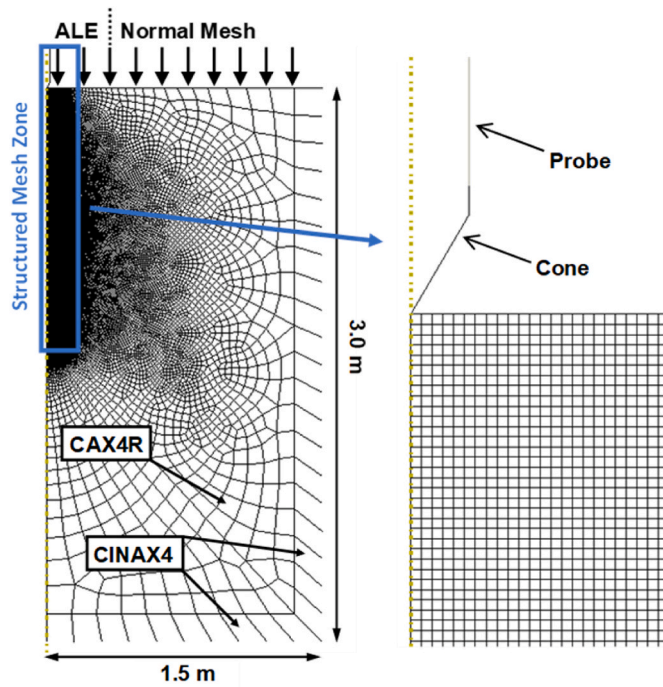 ALE
Normal Mesh
Structured Mesh Zone
Probe
Cone
3.0 m
CAX4R
CINAX4
1.5 m